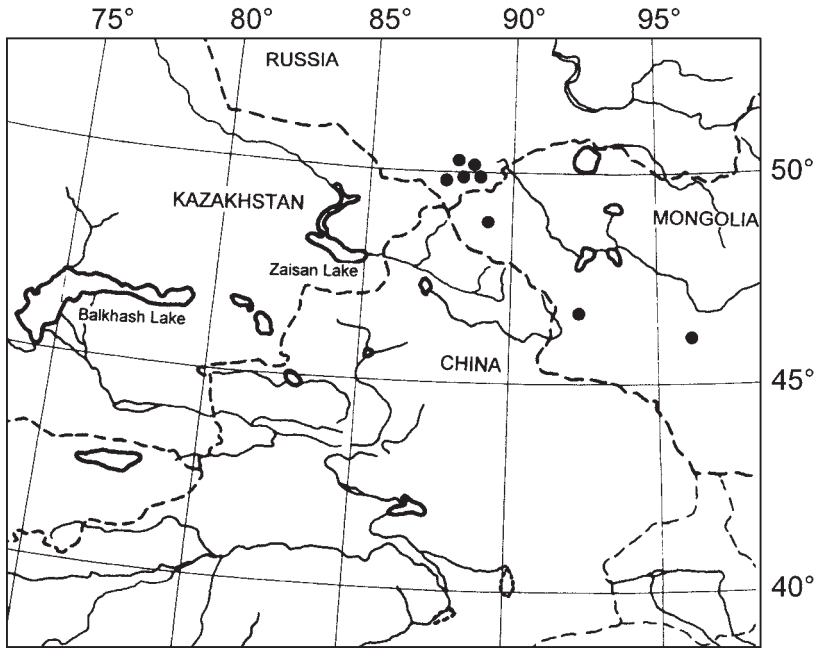 75° 80° 85° 90° 95°
RUSSIA
50°
KAZAKHSTAN
MONGOLIA
Zaisan Lake
Balkhash Lake
CHINA
45°
40°